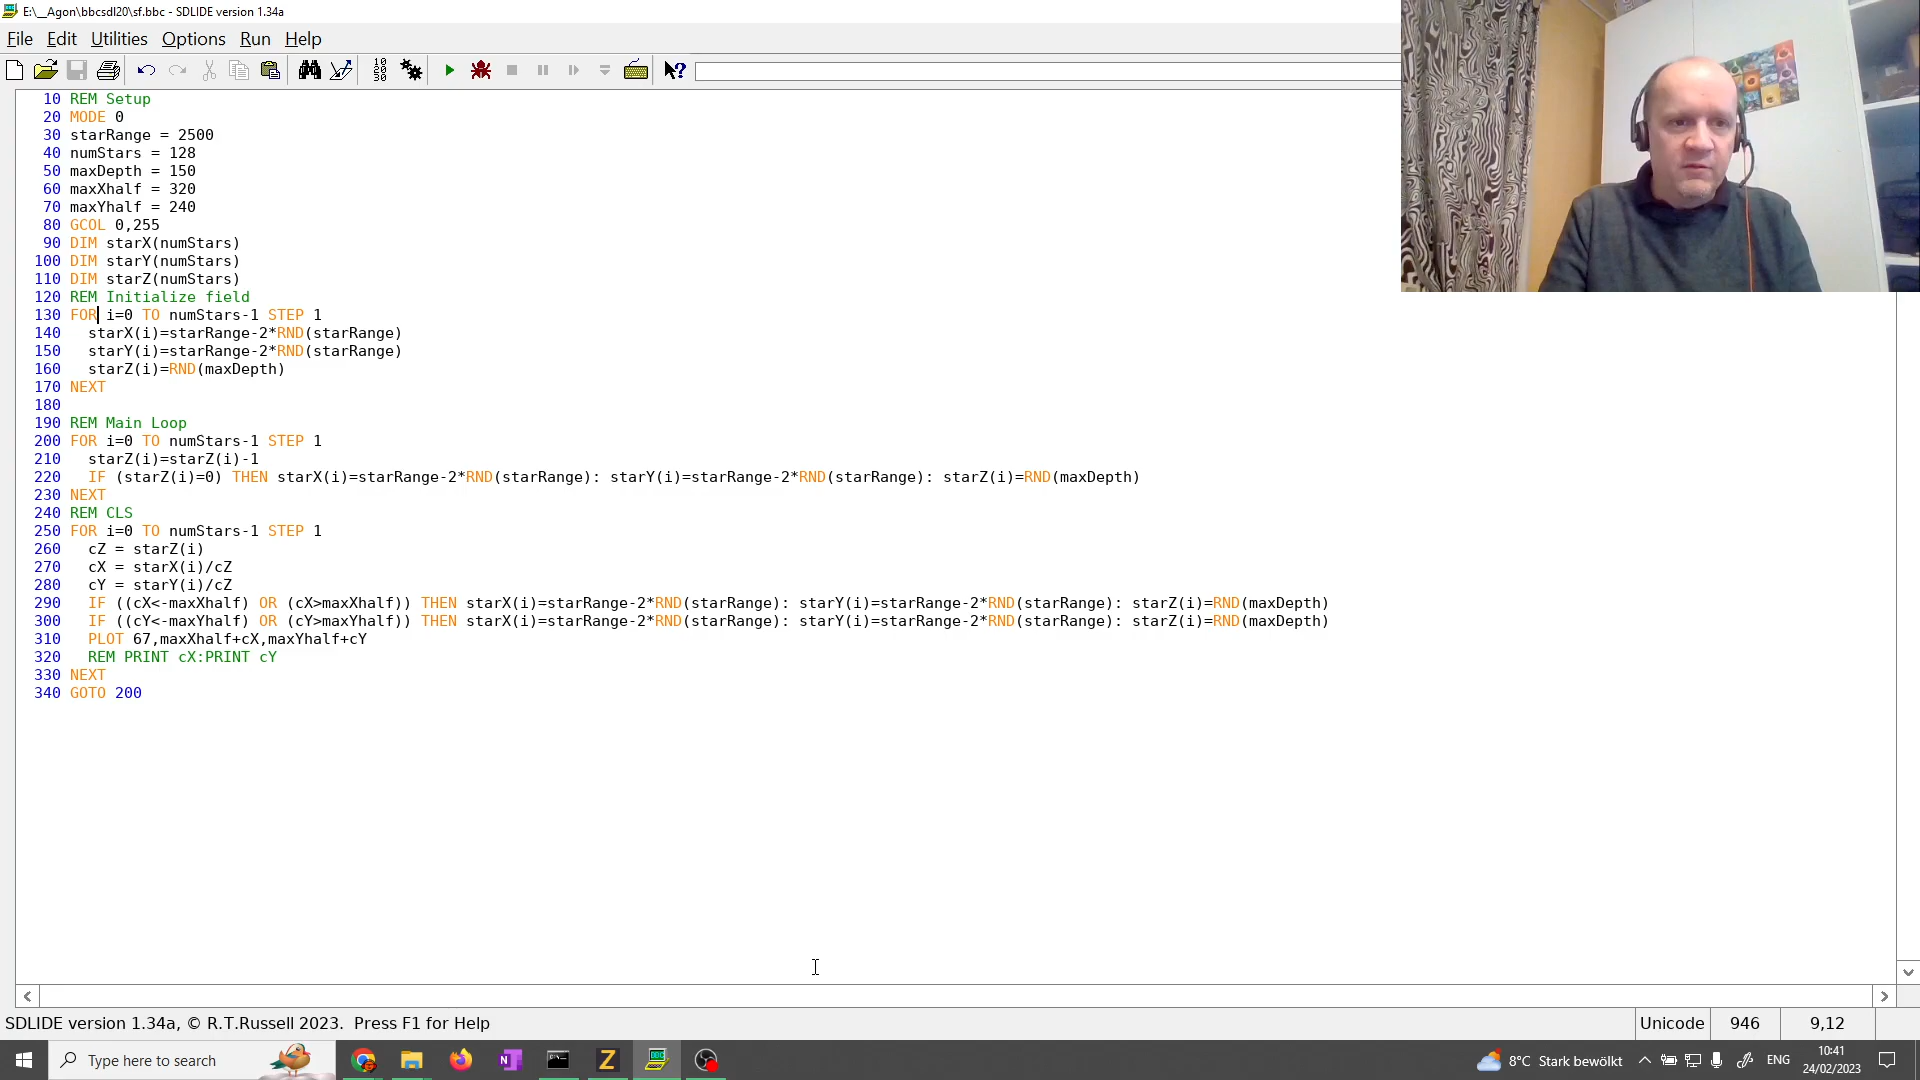 E:\__Agon\bbcsdl20\sf.bbc - SDLIDE version 1.34a
File Edit Utilities Options Run Help
10 REM Setup
20 MODE 0
30 starRange = 2500
40 numStars = 128
50 maxDepth = 150
60 maxXhalf = 320
70 maxYhalf = 240
80 GCOL 0,255
90 DIM starX(numStars)
100 DIM starY(numStars)
110 DIM starZ(numStars)
120 REM Initialize field
130 FOR i=0 TO numStars-1 STEP 1
140   starX(i)=starRange-2*RND(starRange)
150   starY(i)=starRange-2*RND(starRange)
160   starZ(i)=RND(maxDepth)
170 NEXT
180
190 REM Main Loop
200 FOR i=0 TO numStars-1 STEP 1
210   starZ(i)=starZ(i)-1
220   IF (starZ(i)=0) THEN starX(i)=starRange-2*RND(starRange): starY(i)=starRange-2*RND(starRange): starZ(i)=RND(maxDepth)
230 NEXT
240 REM CLS
250 FOR i=0 TO numStars-1 STEP 1
260   cZ = starZ(i)
270   cX = starX(i)/cZ
280   cY = starY(i)/cZ
290   IF ((cX<-maxXhalf) OR (cX>maxXhalf)) THEN starX(i)=starRange-2*RND(starRange): starY(i)=starRange-2*RND(starRange): starZ(i)=RND(maxDepth)
300   IF ((cY<-maxYhalf) OR (cY>maxYhalf)) THEN starX(i)=starRange-2*RND(starRange): starY(i)=starRange-2*RND(starRange): starZ(i)=RND(maxDepth)
310   PLOT 67,maxXhalf+cX,maxYhalf+cY
320   REM PRINT cX:PRINT cY
330 NEXT
340 GOTO 200
SDLIDE version 1.34a, © R.T.Russell 2023.  Press F1 for Help Unicode 946 9,12
Type here to search 8°C Stark bewölkt ENG 10:41
24/02/2023